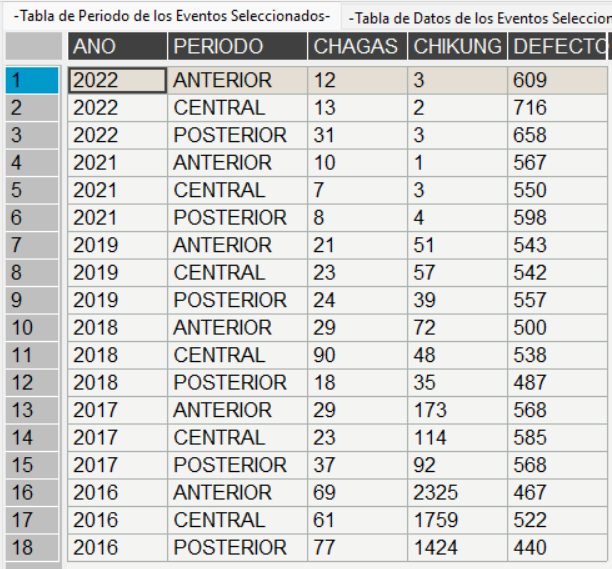 -Tabla de Periodo de los Eventos Seleccionados- -Tabla de Datos de los Eventos
ANO PERIODO CHAGAS CHIKUNG DEFECTO
1 2022 ANTERIOR 12 3 609
2 2022 CENTRAL 13 2 716
3 2022 POSTERIOR 31 3 658
4 2021 ANTERIOR 10 1 567
5 2021 CENTRAL 7 3 550
6 2021 POSTERIOR 8 4 598
7 2019 ANTERIOR 21 51 543
8 2019 CENTRAL 23 57 542
9 2019 POSTERIOR 24 39 557
10 2018 ANTERIOR 29 72 500
11 2018 CENTRAL 90 48 538
12 2018 POSTERIOR 18 35 487
13 2017 ANTERIOR 29 173 568
14 2017 CENTRAL 23 114 585
15 2017 POSTERIOR 37 92 568
16 2016 ANTERIOR 69 2325 467
17 2016 CENTRAL 61 1759 522
18 2016 POSTERIOR 77 1424 440